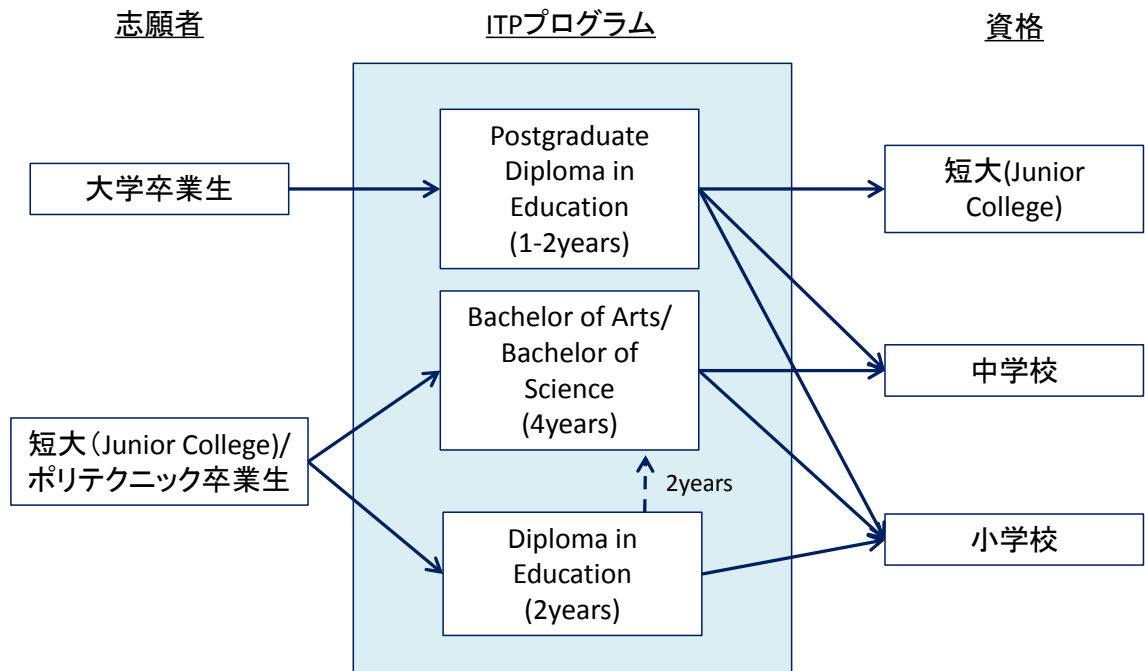 志願者
ITPプログラム
資格
大学卒業生
Postgraduate
Diploma in
Education
(1-2years)
短大(Junior
College)
Bachelor of Arts/
Bachelor of
Science
(4years)
中学校
短大（Junior College)/
ポリテクニック卒業生
2years
Diploma in
Education
(2years)
小学校